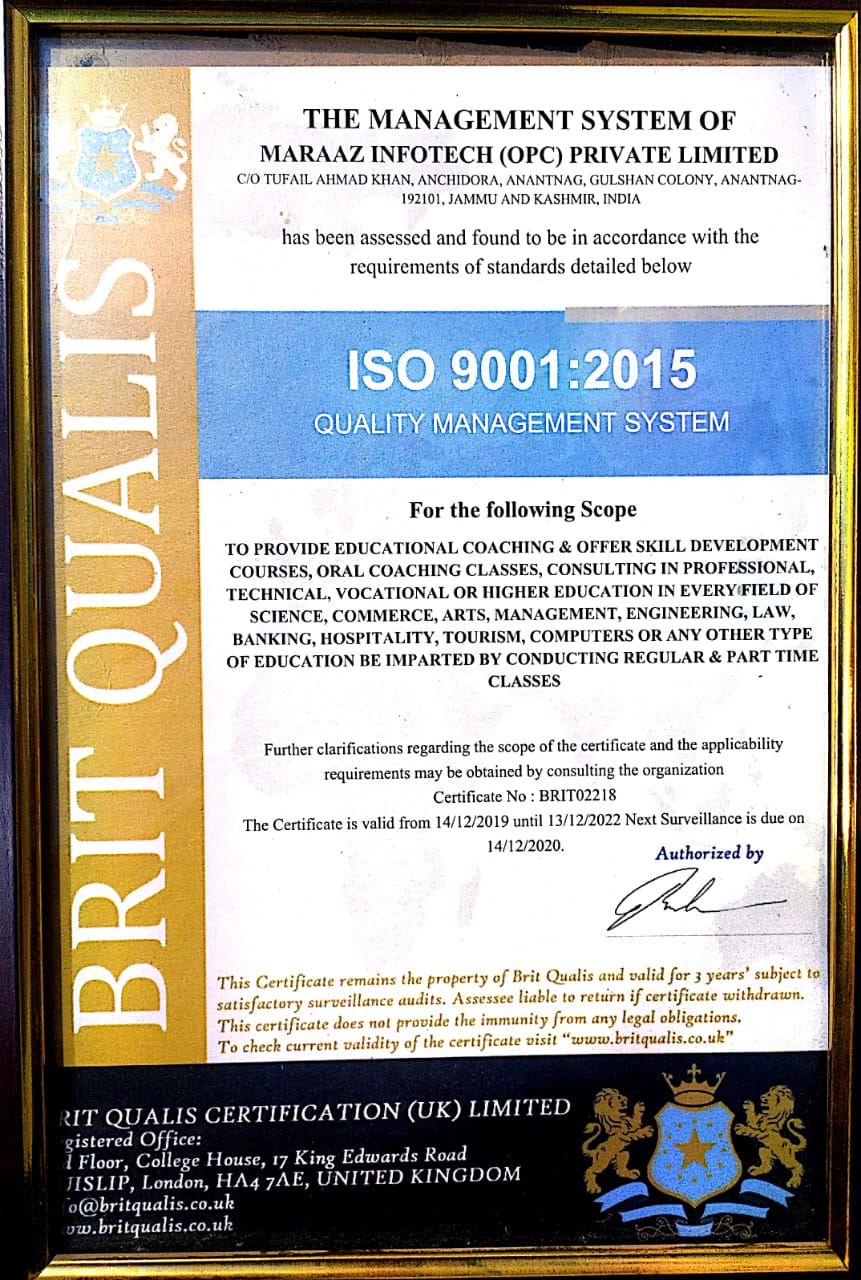 BRIT QUALIS
THE MANAGEMENT SYSTEM OF
MARAAZ INFOTECH (OPC) PRIVATE LIMITED
C/O TUFAIL AHMAD KHAN, ANCHIDORA, ANANTNAG, GULSHAN COLONY, ANANTNAG-
192101, JAMMU AND KASHMIR, INDIA
has been assessed and found to be in accordance with the
requirements of standards detailed below
ISO 9001:2015
QUALITY MANAGEMENT SYSTEM
For the following Scope
TO PROVIDE EDUCATIONAL COACHING & OFFER SKILL DEVELOPMENT
COURSES, ORAL COACHING CLASSES, CONSULTING IN PROFESSIONAL,
TECHNICAL, VOCATIONAL OR HIGHER EDUCATION IN EVERY FIELD OF
SCIENCE, COMMERCE, ARTS, MANAGEMENT, ENGINEERING, LAW,
BANKING, HOSPITALITY, TOURISM, COMPUTERS OR ANY OTHER TYPE
OF EDUCATION BE IMPARTED BY CONDUCTING REGULAR & PART TIME
CLASSES
Further clarifications regarding the scope of the certificate and the applicability
requirements may be obtained by consulting the organization
Certificate No : BRIT02218
The Certificate is valid from 14/12/2019 until 13/12/2022 Next Surveillance is due on
14/12/2020.
Authorized by
This Certificate remains the property of Brit Qualis and valid for 3 years' subject to
satisfactory surveillance audits. Assessee liable to return if certificate withdrawn.
This certificate does not provide the immunity from any legal obligations.
To check current validity of the certificate visit "www.britqualis.co.uk"
RIT QUALIS CERTIFICATION (UK) LIMITED
gistered Office:
Floor, College House, 17 King Edwards Road
UISLIP, London, HA4 7AE, UNITED KINGDOM
o@britqualis.co.uk
ww.britqualis.co.uk